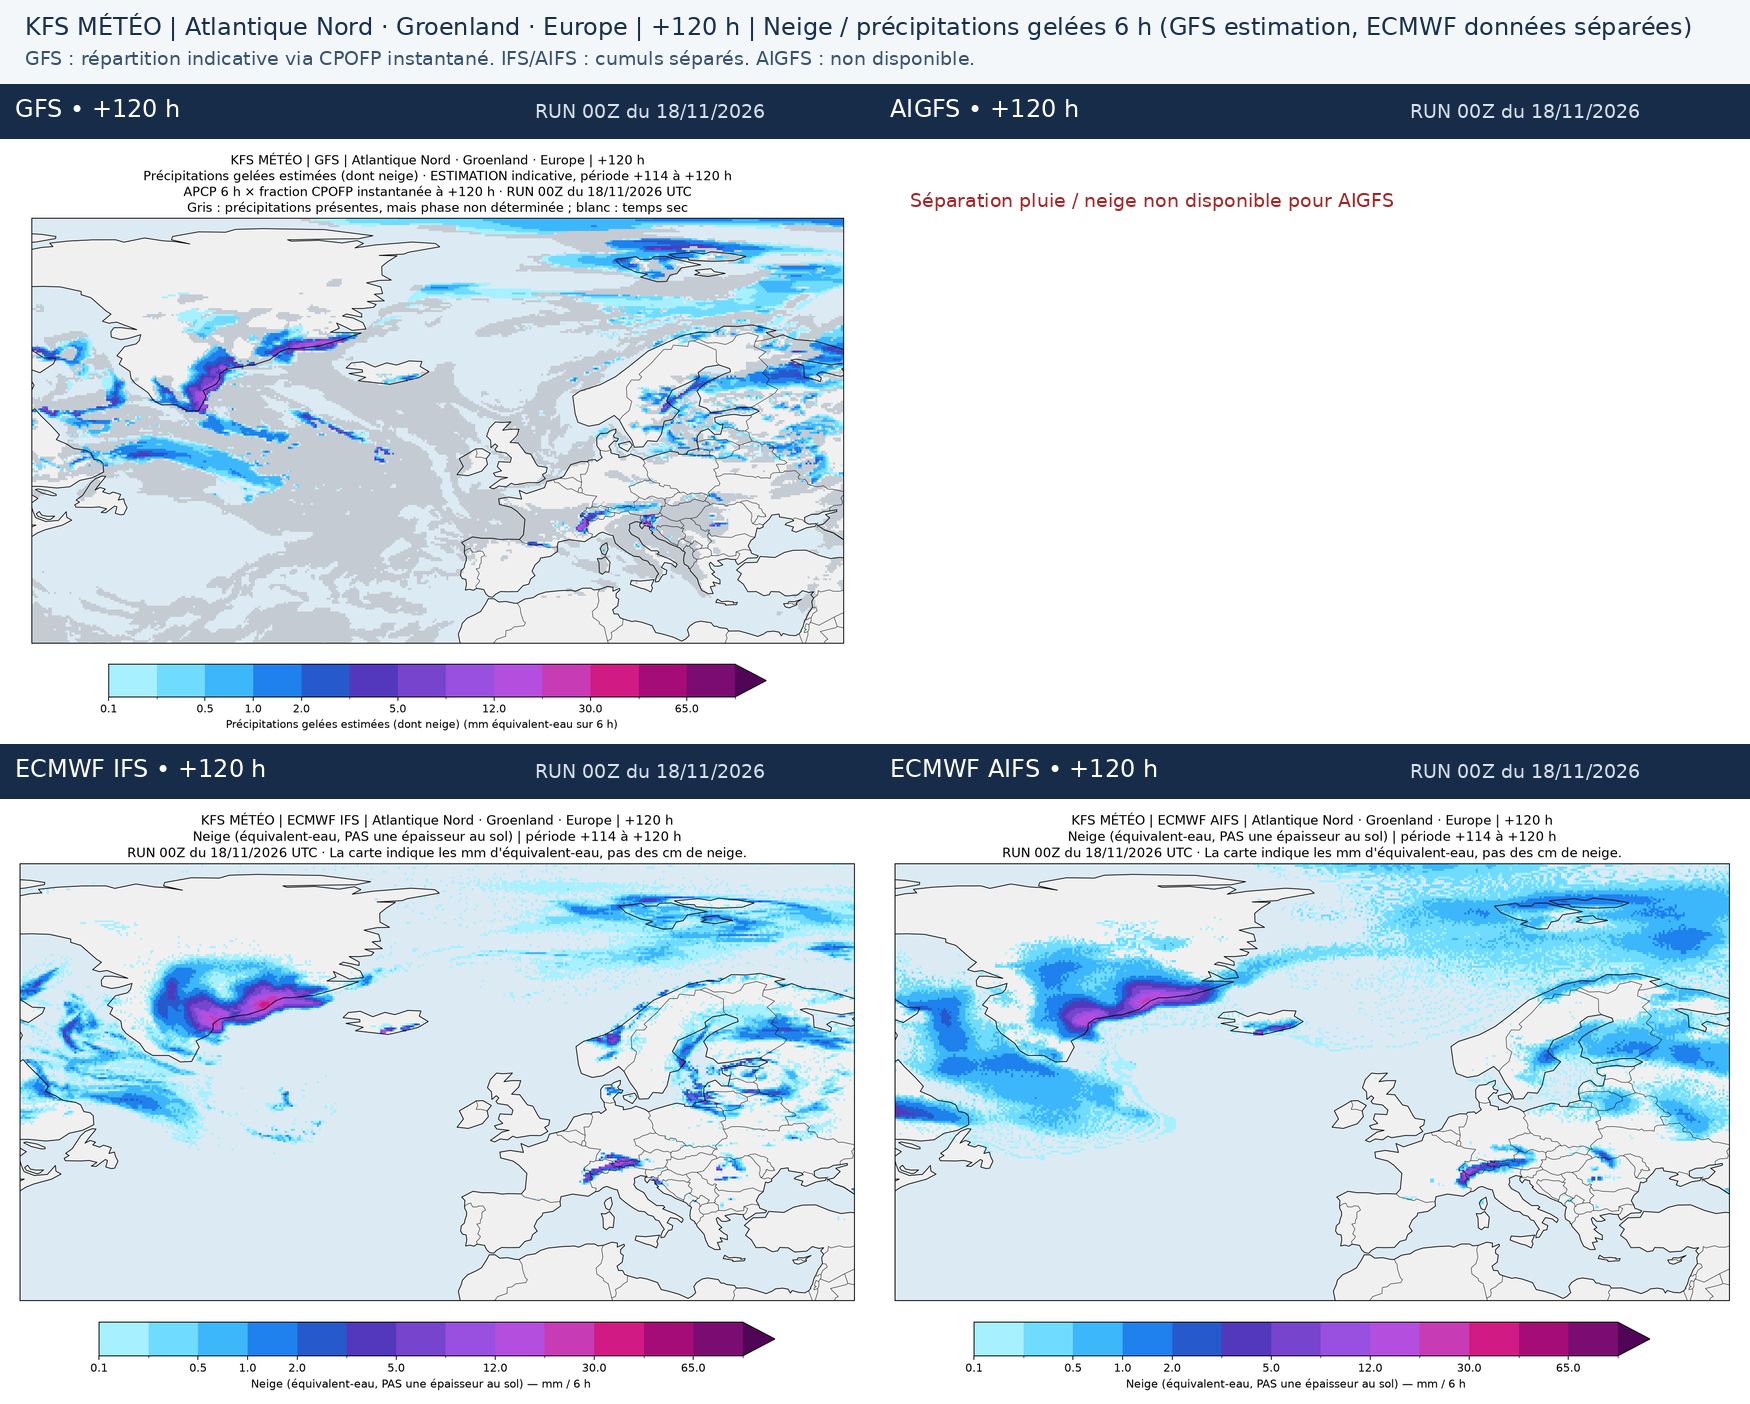 KFS MÉTÉO | Atlantique Nord · Groenland · Europe | +120 h | Neige / précipitations gelées 6 h (GFS estimation, ECMWF données séparées)
GFS : répartition indicative via CPOFP instantané. IFS/AIFS : cumuls séparés. AIGFS : non disponible.
GFS • +120 h
RUN 00Z du 18/11/2026
KFS MÉTÉO | GFS | Atlantique Nord · Groenland · Europe | +120 h
Précipitations gelées estimées (dont neige) · ESTIMATION indicative, période +114 à +120 h
APCP 6 h × fraction CPOFP instantanée à +120 h · RUN 00Z du 18/11/2026 UTC
Gris : précipitations présentes, mais phase non déterminée ; blanc : temps sec
0.1 0.5 1.0 2.0 5.0 12.0 30.0 65.0
Précipitations gelées estimées (dont neige) (mm équivalent-eau sur 6 h)
AIGFS • +120 h
RUN 00Z du 18/11/2026
Séparation pluie / neige non disponible pour AIGFS
ECMWF IFS • +120 h
RUN 00Z du 18/11/2026
KFS MÉTÉO | ECMWF IFS | Atlantique Nord · Groenland · Europe | +120 h
Neige (équivalent-eau, PAS une épaisseur au sol) | période +114 à +120 h
RUN 00Z du 18/11/2026 UTC · La carte indique les mm d'équivalent-eau, pas des cm de neige.
0.1 0.5 1.0 2.0 5.0 12.0 30.0 65.0
Neige (équivalent-eau, PAS une épaisseur au sol) — mm / 6 h
ECMWF AIFS • +120 h
RUN 00Z du 18/11/2026
KFS MÉTÉO | ECMWF AIFS | Atlantique Nord · Groenland · Europe | +120 h
Neige (équivalent-eau, PAS une épaisseur au sol) | période +114 à +120 h
RUN 00Z du 18/11/2026 UTC · La carte indique les mm d'équivalent-eau, pas des cm de neige.
0.1 0.5 1.0 2.0 5.0 12.0 30.0 65.0
Neige (équivalent-eau, PAS une épaisseur au sol) — mm / 6 h